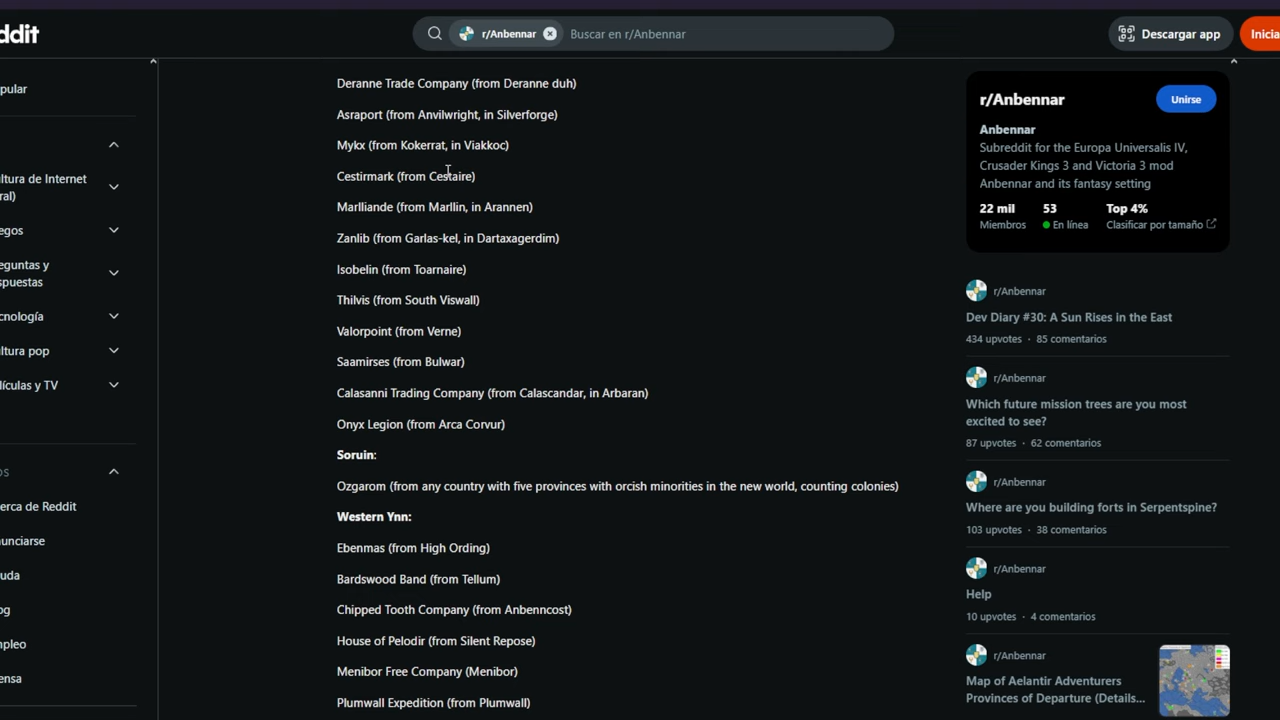 ddit
r/Anbennar
Buscar en r/Anbennar
Descargar app
Inicia
pular
ltura de Internet
ral)
egos
eguntas y
spuestas
cnología
ltura pop
lículas y TV
os
erca de Reddit
nunciarse
uda
og
npleo
ensa
Deranne Trade Company (from Deranne duh)
Asraport (from Anvilwright, in Silverforge)
Mykx (from Kokerrat, in Viakkoc)
Cestirmark (from Cestaire)
Marlliande (from Marllin, in Arannen)
Zanlib (from Garlas-kel, in Dartaxagerdim)
Isobelin (from Toarnaire)
Thilvis (from South Viswall)
Valorpoint (from Verne)
Saamirses (from Bulwar)
Calasanni Trading Company (from Calascandar, in Arbaran)
Onyx Legion (from Arca Corvur)
Soruin:
Ozgarom (from any country with five provinces with orcish minorities in the new world, counting colonies)
Western Ynn:
Ebenmas (from High Ording)
Bardswood Band (from Tellum)
Chipped Tooth Company (from Anbenncost)
House of Pelodir (from Silent Repose)
Menibor Free Company (Menibor)
Plumwall Expedition (from Plumwall)
r/Anbennar
Unirse
Anbennar
Subreddit for the Europa Universalis IV,
Crusader Kings 3 and Victoria 3 mod
Anbennar and its fantasy setting
22 mil 53 Top 4%
Miembros En línea Clasificar por tamaño
r/Anbennar
Dev Diary #30: A Sun Rises in the East
434 upvotes · 85 comentarios
r/Anbennar
Which future mission trees are you most
excited to see?
87 upvotes · 62 comentarios
r/Anbennar
Where are you building forts in Serpentspine?
103 upvotes · 38 comentarios
r/Anbennar
Help
10 upvotes · 4 comentarios
r/Anbennar
Map of Aelantir Adventurers
Provinces of Departure (Details...